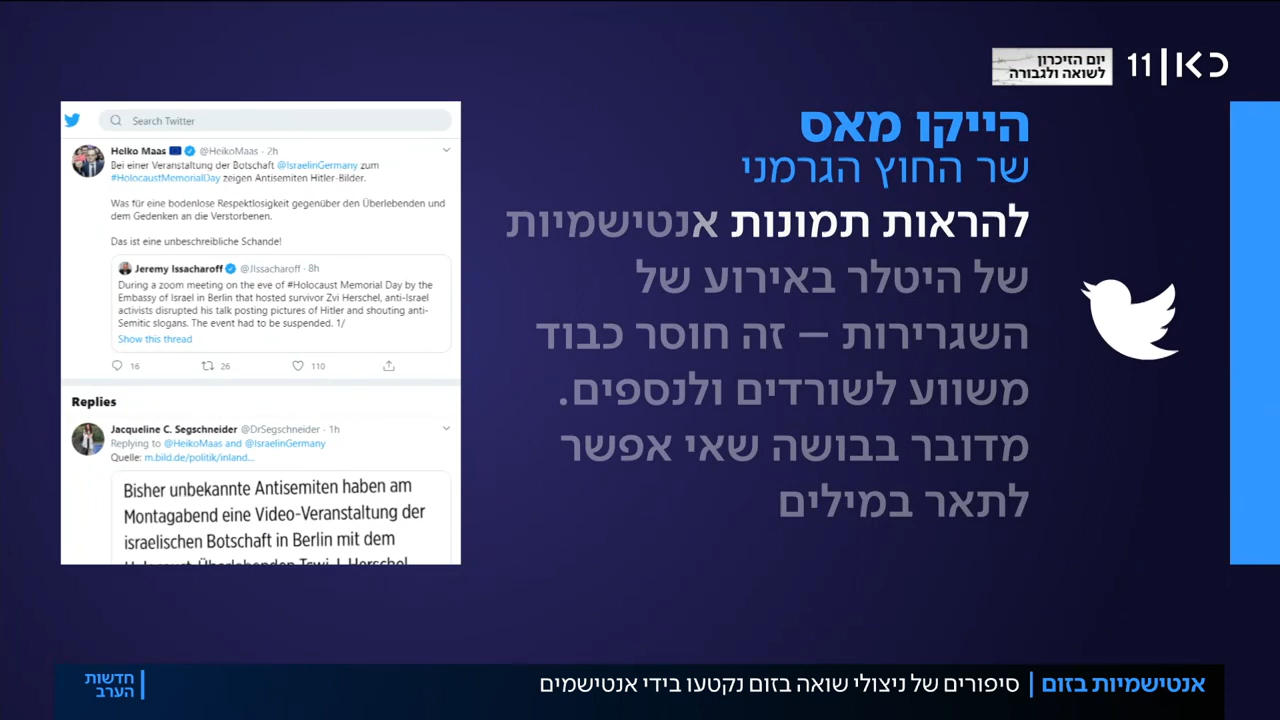 כאן 11
יום הזיכרון
לשואה ולגבורה
הייקו מאס
שר החוץ הגרמני
להראות תמונות אנטישמיות
של היטלר באירוע של
השגרירות – זה חוסר כבוד
משווע לשורדים ולנספים.
מדובר בבושה שאי אפשר
לתאר במילים
Search Twitter
Heiko Maas @HeikoMaas · 2h
Bei einer Veranstaltung der Botschaft @IsraelinGermany zum
#HolocaustMemorialDay zeigen Antisemiten Hitler-Bilder.
Was für eine bodenlose Respektlosigkeit gegenüber den Überlebenden und
dem Gedenken an die Verstorbenen.
Das ist eine unbeschreibliche Schande!
Jeremy Issacharoff @JIssacharoff · 8h
During a zoom meeting on the eve of #Holocaust Memorial Day by the
Embassy of Israel in Berlin that hosted survivor Zvi Herschel, anti-Israel
activists disrupted his talk posting pictures of Hitler and shouting anti-
Semitic slogans. The event had to be suspended. 1/
Show this thread
16 26 110
Replies
Jacqueline C. Segschneider @DrSegschneider · 1h
Replying to @HeikoMaas and @IsraelinGermany
Quelle: m.bild.de/politik/inland...
Bisher unbekannte Antisemiten haben am
Montagabend eine Video-Veranstaltung der
israelischen Botschaft in Berlin mit dem
Holocaust-Überlebenden Tswi J. Herschel
אנטישמיות בזום | סיפורים של ניצולי שואה בזום נקטעו בידי אנטישמים
חדשות
הערב